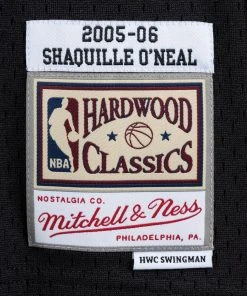 2005-06
SHAQUILLE O'NEAL
HARDWOOD
NBA
CLASSICS
NOSTALGIA CO.
Mitchell & Ness
PHILADELPHIA, PA.
HWC SWINGMAN